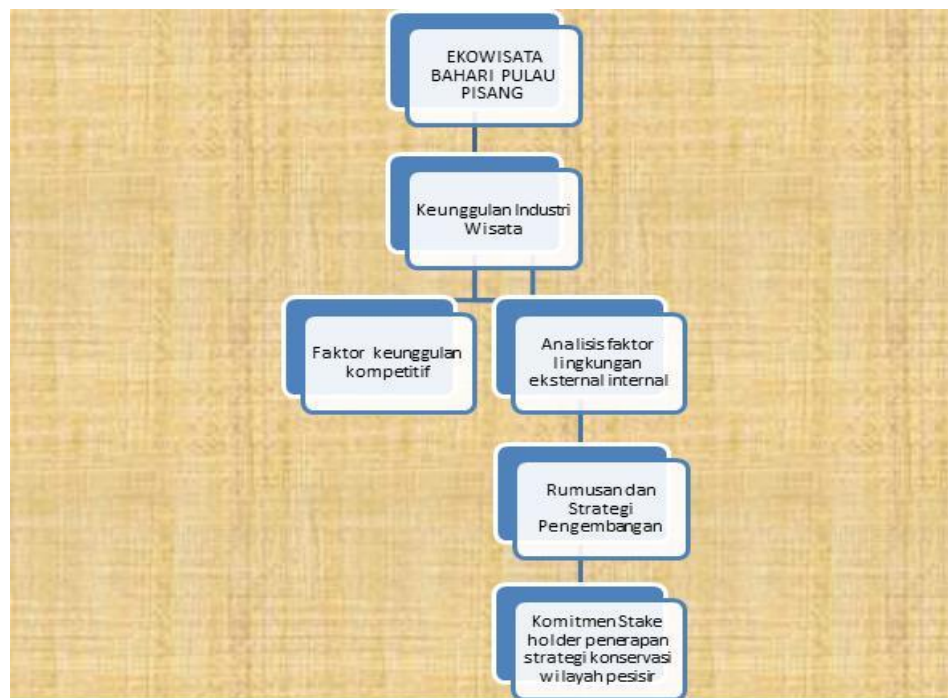 EKOWISATA
BAHARI PULAU
PISANG
Keunggulan Industri
Wisata
Faktor keunggulan
kompetitif
Analisis faktor
lingkungan
eksternal internal
Rumusan dan
Strategi
Pengembangan
Komitmen Stake
holder penerapan
strategi konservasi
wilayah pesisir